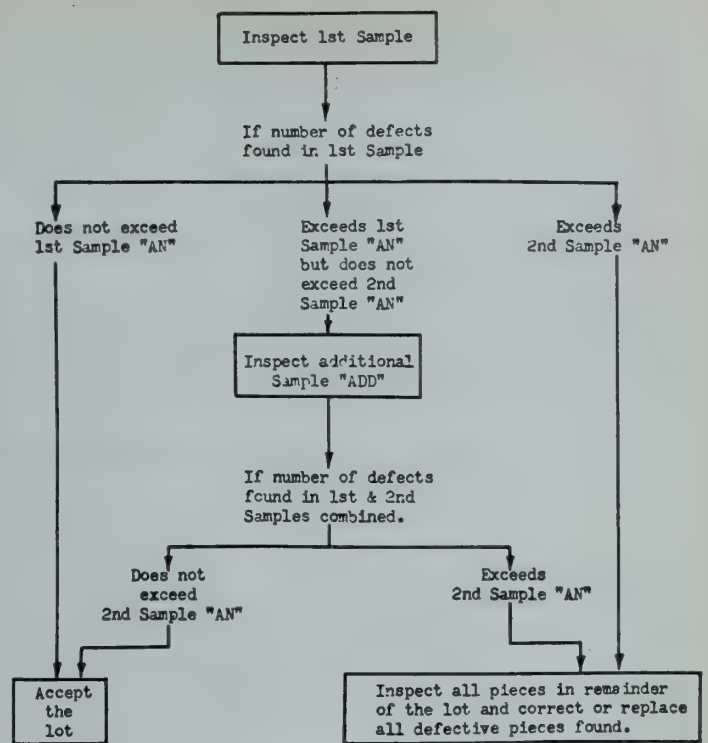 Inspect 1st Sample
If number of defects
found in 1st Sample
Does not exceed
1st Sample "AN"
Exceeds 1st
Sample "AN"
but does not
exceed 2nd
Sample "AN"
Exceeds
2nd Sample "AN"
Inspect additional
Sample "ADD"
If number of defects
found in 1st & 2nd
Samples combined.
Does not
exceed
2nd Sample "AN"
Exceeds
2nd Sample "AN"
Accept
the
lot
Inspect all pieces in remainder
of the lot and correct or replace
all defective pieces found.